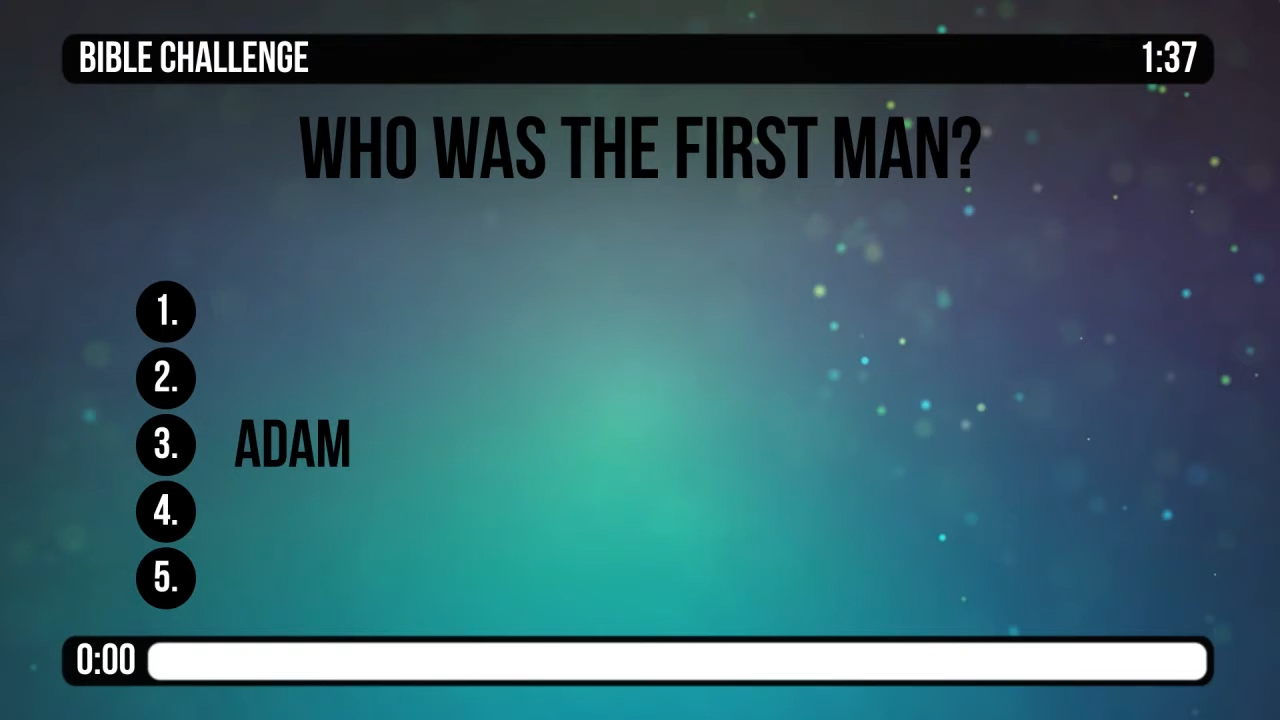 BIBLE CHALLENGE 1:37
WHO WAS THE FIRST MAN?
1.
2.
3. ADAM
4.
5.
0:00